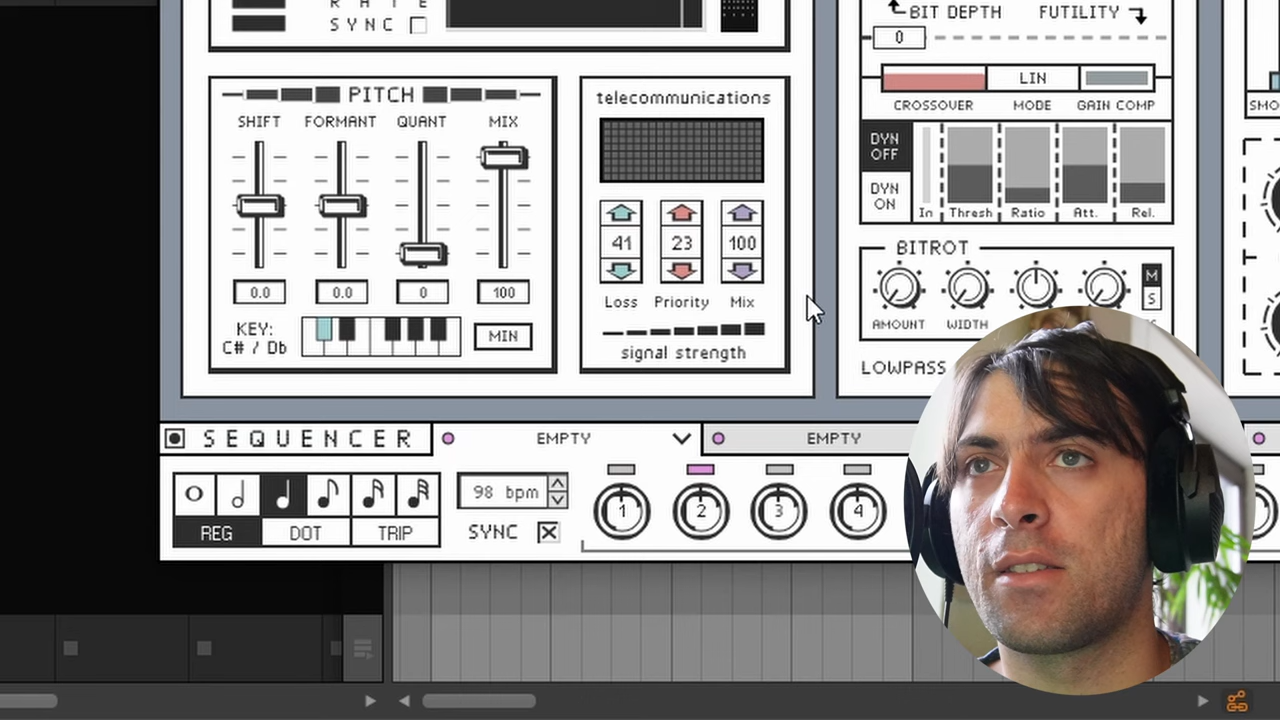 RATE
SYNC
PITCH
SHIFT FORMANT QUANT MIX
0.0 0.0 0 100
KEY:
C# / Db
MIN
telecommunications
41 23 100
Loss Priority Mix
signal strength
BIT DEPTH FUTILITY
0
LIN
CROSSOVER MODE GAIN COMP
DYN
OFF
DYN
ON
In Thresh Ratio Att. Rel.
BITROT
M
S
AMOUNT WIDTH
LOWPASS
SMO
SEQUENCER EMPTY EMPTY
98 bpm
REG DOT TRIP
SYNC
1 2 3 4